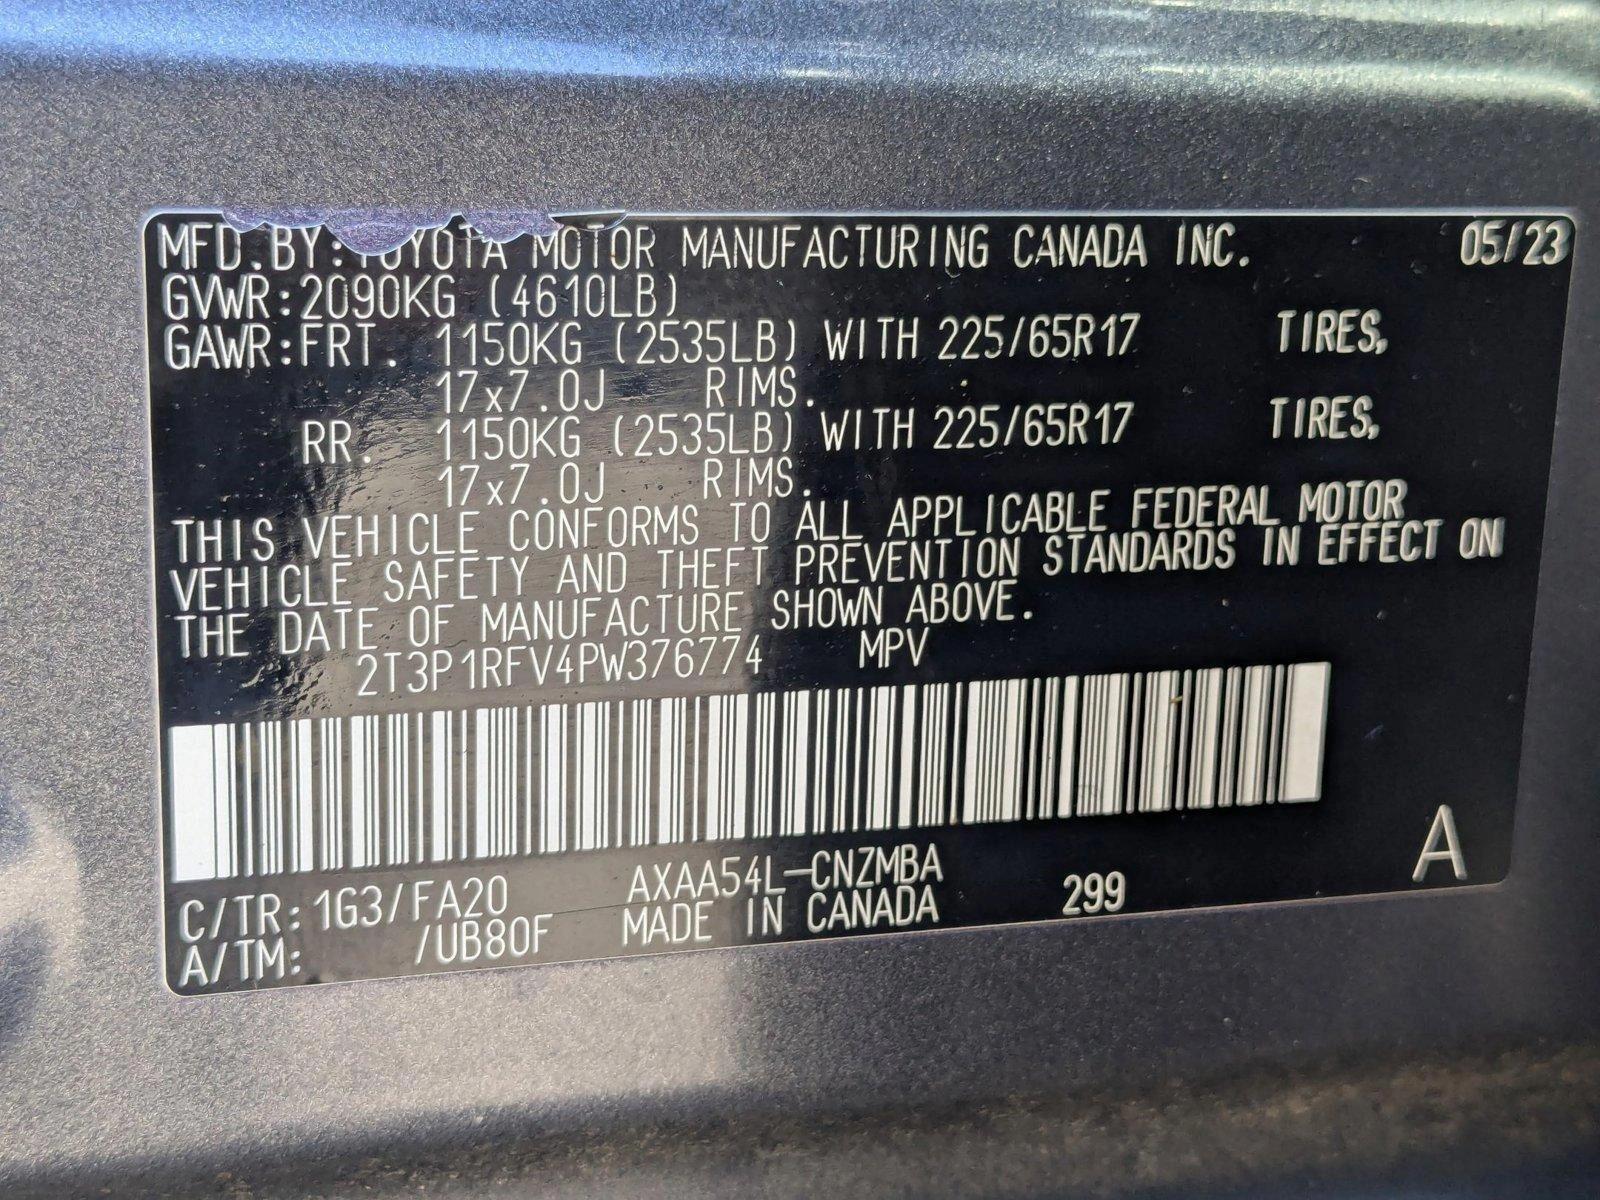 MFD.BY:TOYOTA MOTOR MANUFACTURING CANADA INC. 05/23
GVWR:2090KG (4610LB)
GAWR:FRT. 1150KG (2535LB) WITH 225/65R17 TIRES,
17x7.0J RIMS.
RR. 1150KG (2535LB) WITH 225/65R17 TIRES,
17x7.0J RIMS.
THIS VEHICLE CONFORMS TO ALL APPLICABLE FEDERAL MOTOR
VEHICLE SAFETY AND THEFT PREVENTION STANDARDS IN EFFECT ON
THE DATE OF MANUFACTURE SHOWN ABOVE.
2T3P1RFV4PW376774 MPV
C/TR:1G3/FA20 AXAA54L-CNZMBA 299 A
A/TM: /UB80F MADE IN CANADA